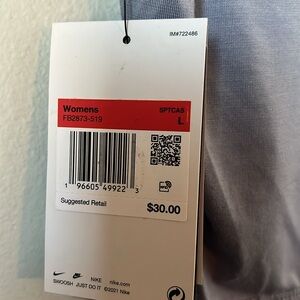 IM#722486
Womens SPTCAS
FB2873-519 L
1 96605 49922 3
Suggested Retail
$30.00
NIKE nike.com
SWOOSH JUST DO IT ©2021 Nike